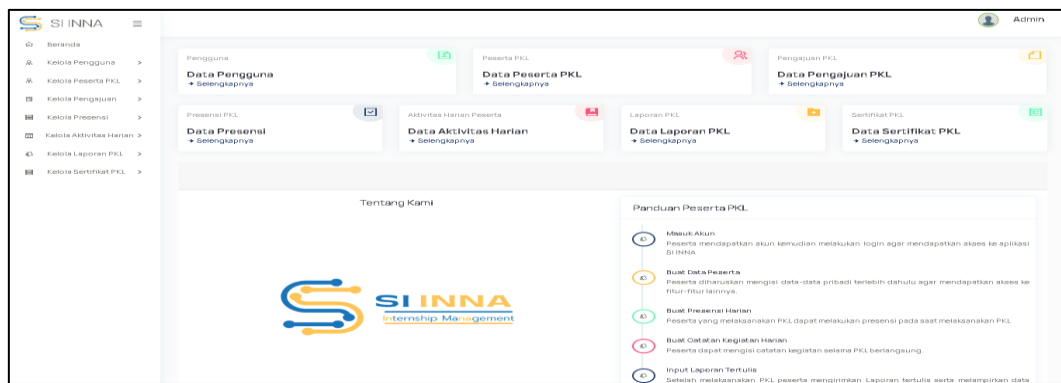 SI INNA
Admin
Beranda
Kelola Pengguna >
Kelola Peserta PKL >
Kelola Pengajuan >
Kelola Presensi >
Kelola Aktivitas Harian >
Kelola Laporan PKL >
Kelola Sertifikat PKL >
Pengguna
Data Pengguna
→ Selengkapnya
Peserta PKL
Data Peserta PKL
→ Selengkapnya
Pengajuan PKL
Data Pengajuan PKL
→ Selengkapnya
Presensi PKL
Data Presensi
→ Selengkapnya
Aktivitas Harian Peserta
Data Aktivitas Harian
→ Selengkapnya
Laporan PKL
Data Laporan PKL
→ Selengkapnya
Sertifikat PKL
Data Sertifikat PKL
→ Selengkapnya
Tentang Kami
SI INNA
Internship Management
Panduan Peserta PKL
Masuk Akun
Peserta mendapatkan akun kemudian melakukan login agar mendapatkan akses ke aplikasi
SI INNA
Buat Data Peserta
Peserta diharuskan mengisi data-data pribadi terlebih dahulu agar mendapatkan akses ke
fitur-fitur lainnya.
Buat Presensi Harian
Peserta yang melaksanakan PKL dapat melakukan presensi pada saat melaksanakan PKL
Buat Catatan Kegiatan Harian
Peserta dapat mengisi catatan kegiatan selama PKL berlangsung.
Input Laporan Tertulis
Setelah melaksanakan PKL peserta mengirimkan Laporan tertulis serta melampirkan data